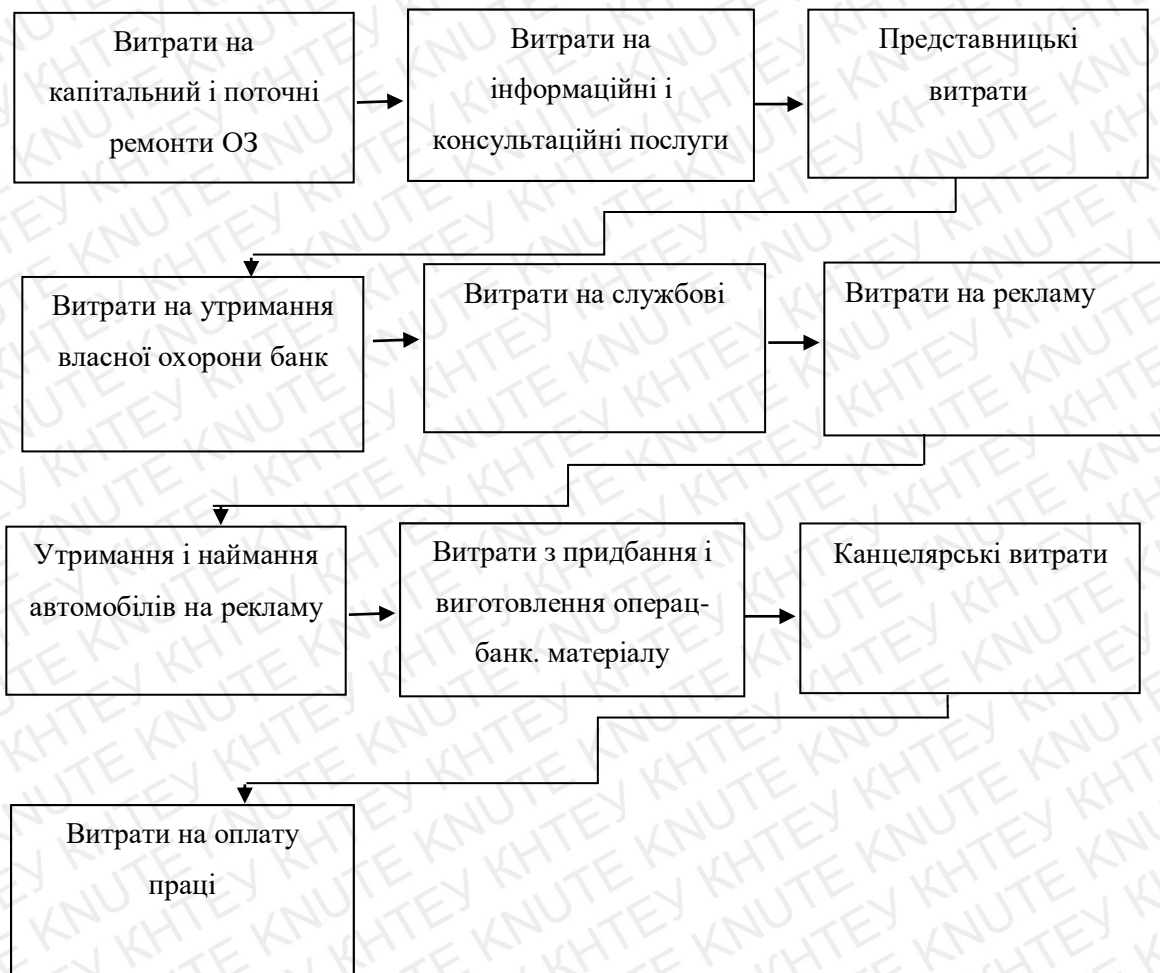 Витрати на
капітальний і поточні
ремонти ОЗ
Витрати на
інформаційні і
консультаційні послуги
Представницькі
витрати
Витрати на утримання
власної охорони банк
Витрати на службові
Витрати на рекламу
Утримання і наймання
автомобілів на рекламу
Витрати з придбання і
виготовлення операц-
банк. матеріалу
Канцелярські витрати
Витрати на оплату
праці